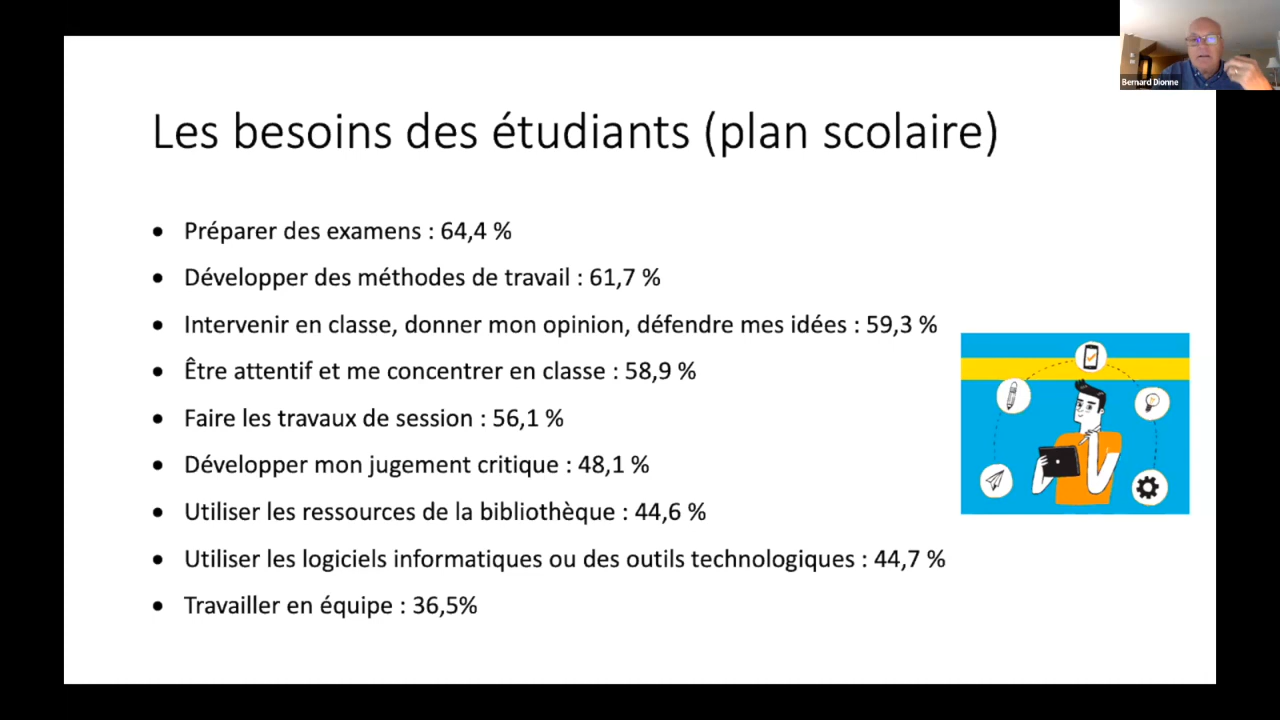 Bernard Dionne
Les besoins des étudiants (plan scolaire)
• Préparer des examens : 64,4 %
• Développer des méthodes de travail : 61,7 %
• Intervenir en classe, donner mon opinion, défendre mes idées : 59,3 %
• Être attentif et me concentrer en classe : 58,9 %
• Faire les travaux de session : 56,1 %
• Développer mon jugement critique : 48,1 %
• Utiliser les ressources de la bibliothèque : 44,6 %
• Utiliser les logiciels informatiques ou des outils technologiques : 44,7 %
• Travailler en équipe : 36,5%